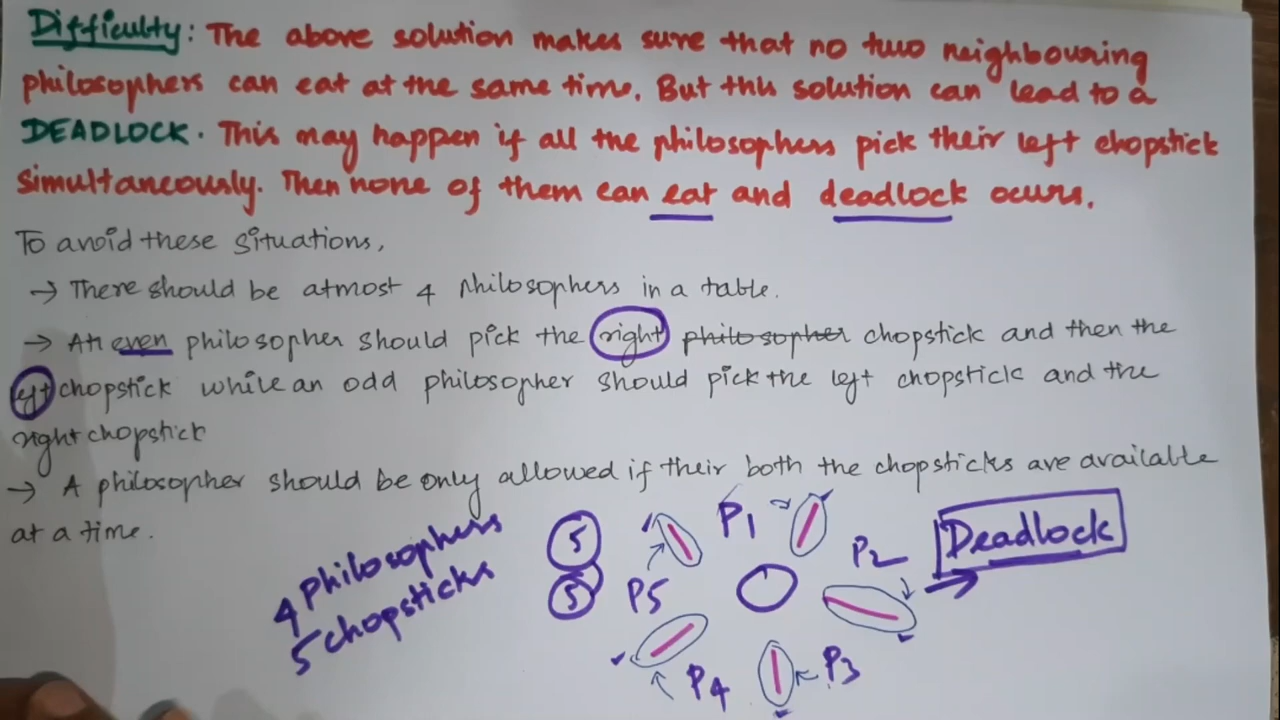 Difficulty: The above solution makes sure that no two neighbouring
philosophers can eat at the same time. But this solution can lead to a
DEADLOCK. This may happen if all the philosophers pick their left chopstick
simultaneously. Then none of them can eat and deadlock ocurs.
To avoid these situations,
→ There should be atmost 4 philosophers in a table.
→ An even philosopher should pick the right philosopher chopstick and then the
left chopstick while an odd philosopher should pick the left chopstick and the
right chopstick
→ A philosopher should be only allowed if their both the chopsticks are available
at a time.
4 philosophers
5 chopsticks
5
5
P1
P2
P3
P4
P5
Deadlock